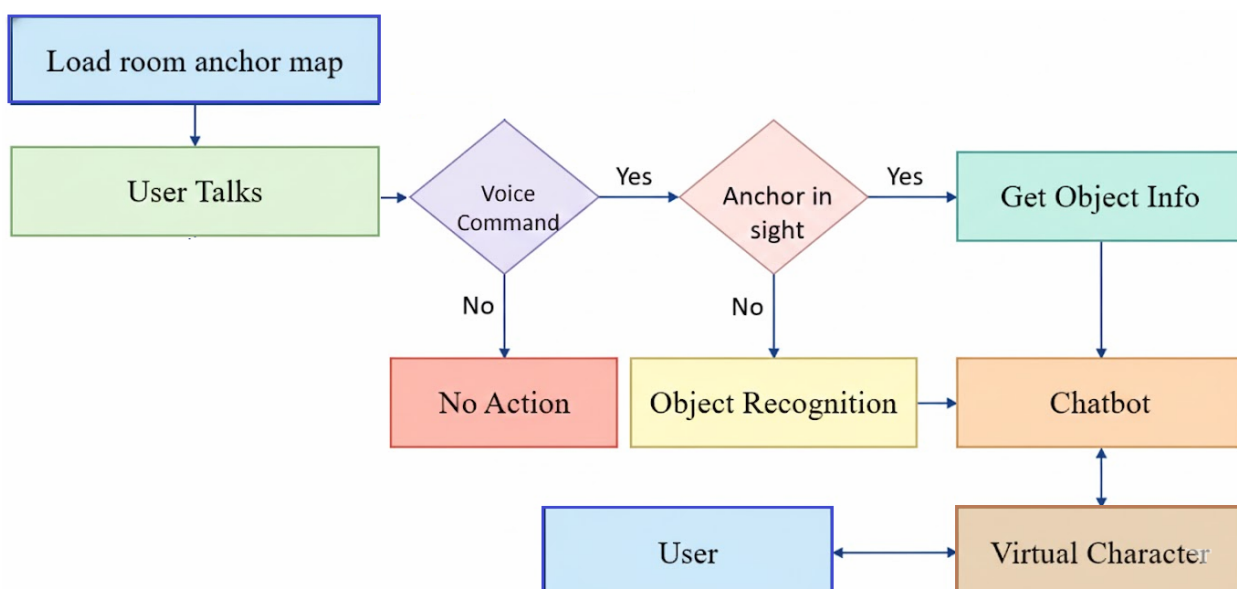 Load room anchor map
User Talks
Voice
Command
Yes
Anchor in
sight
Yes
Get Object Info
No
No
No Action
Object Recognition
Chatbot
User
Virtual Character